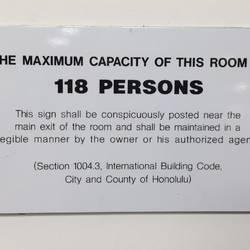 HE MAXIMUM CAPACITY OF THIS ROOM
118 PERSONS
This sign shall be conspicuously posted near the
main exit of the room and shall be maintained in a
egible manner by the owner or his authorized agen
(Section 1004.3, International Building Code,
City and County of Honolulu)